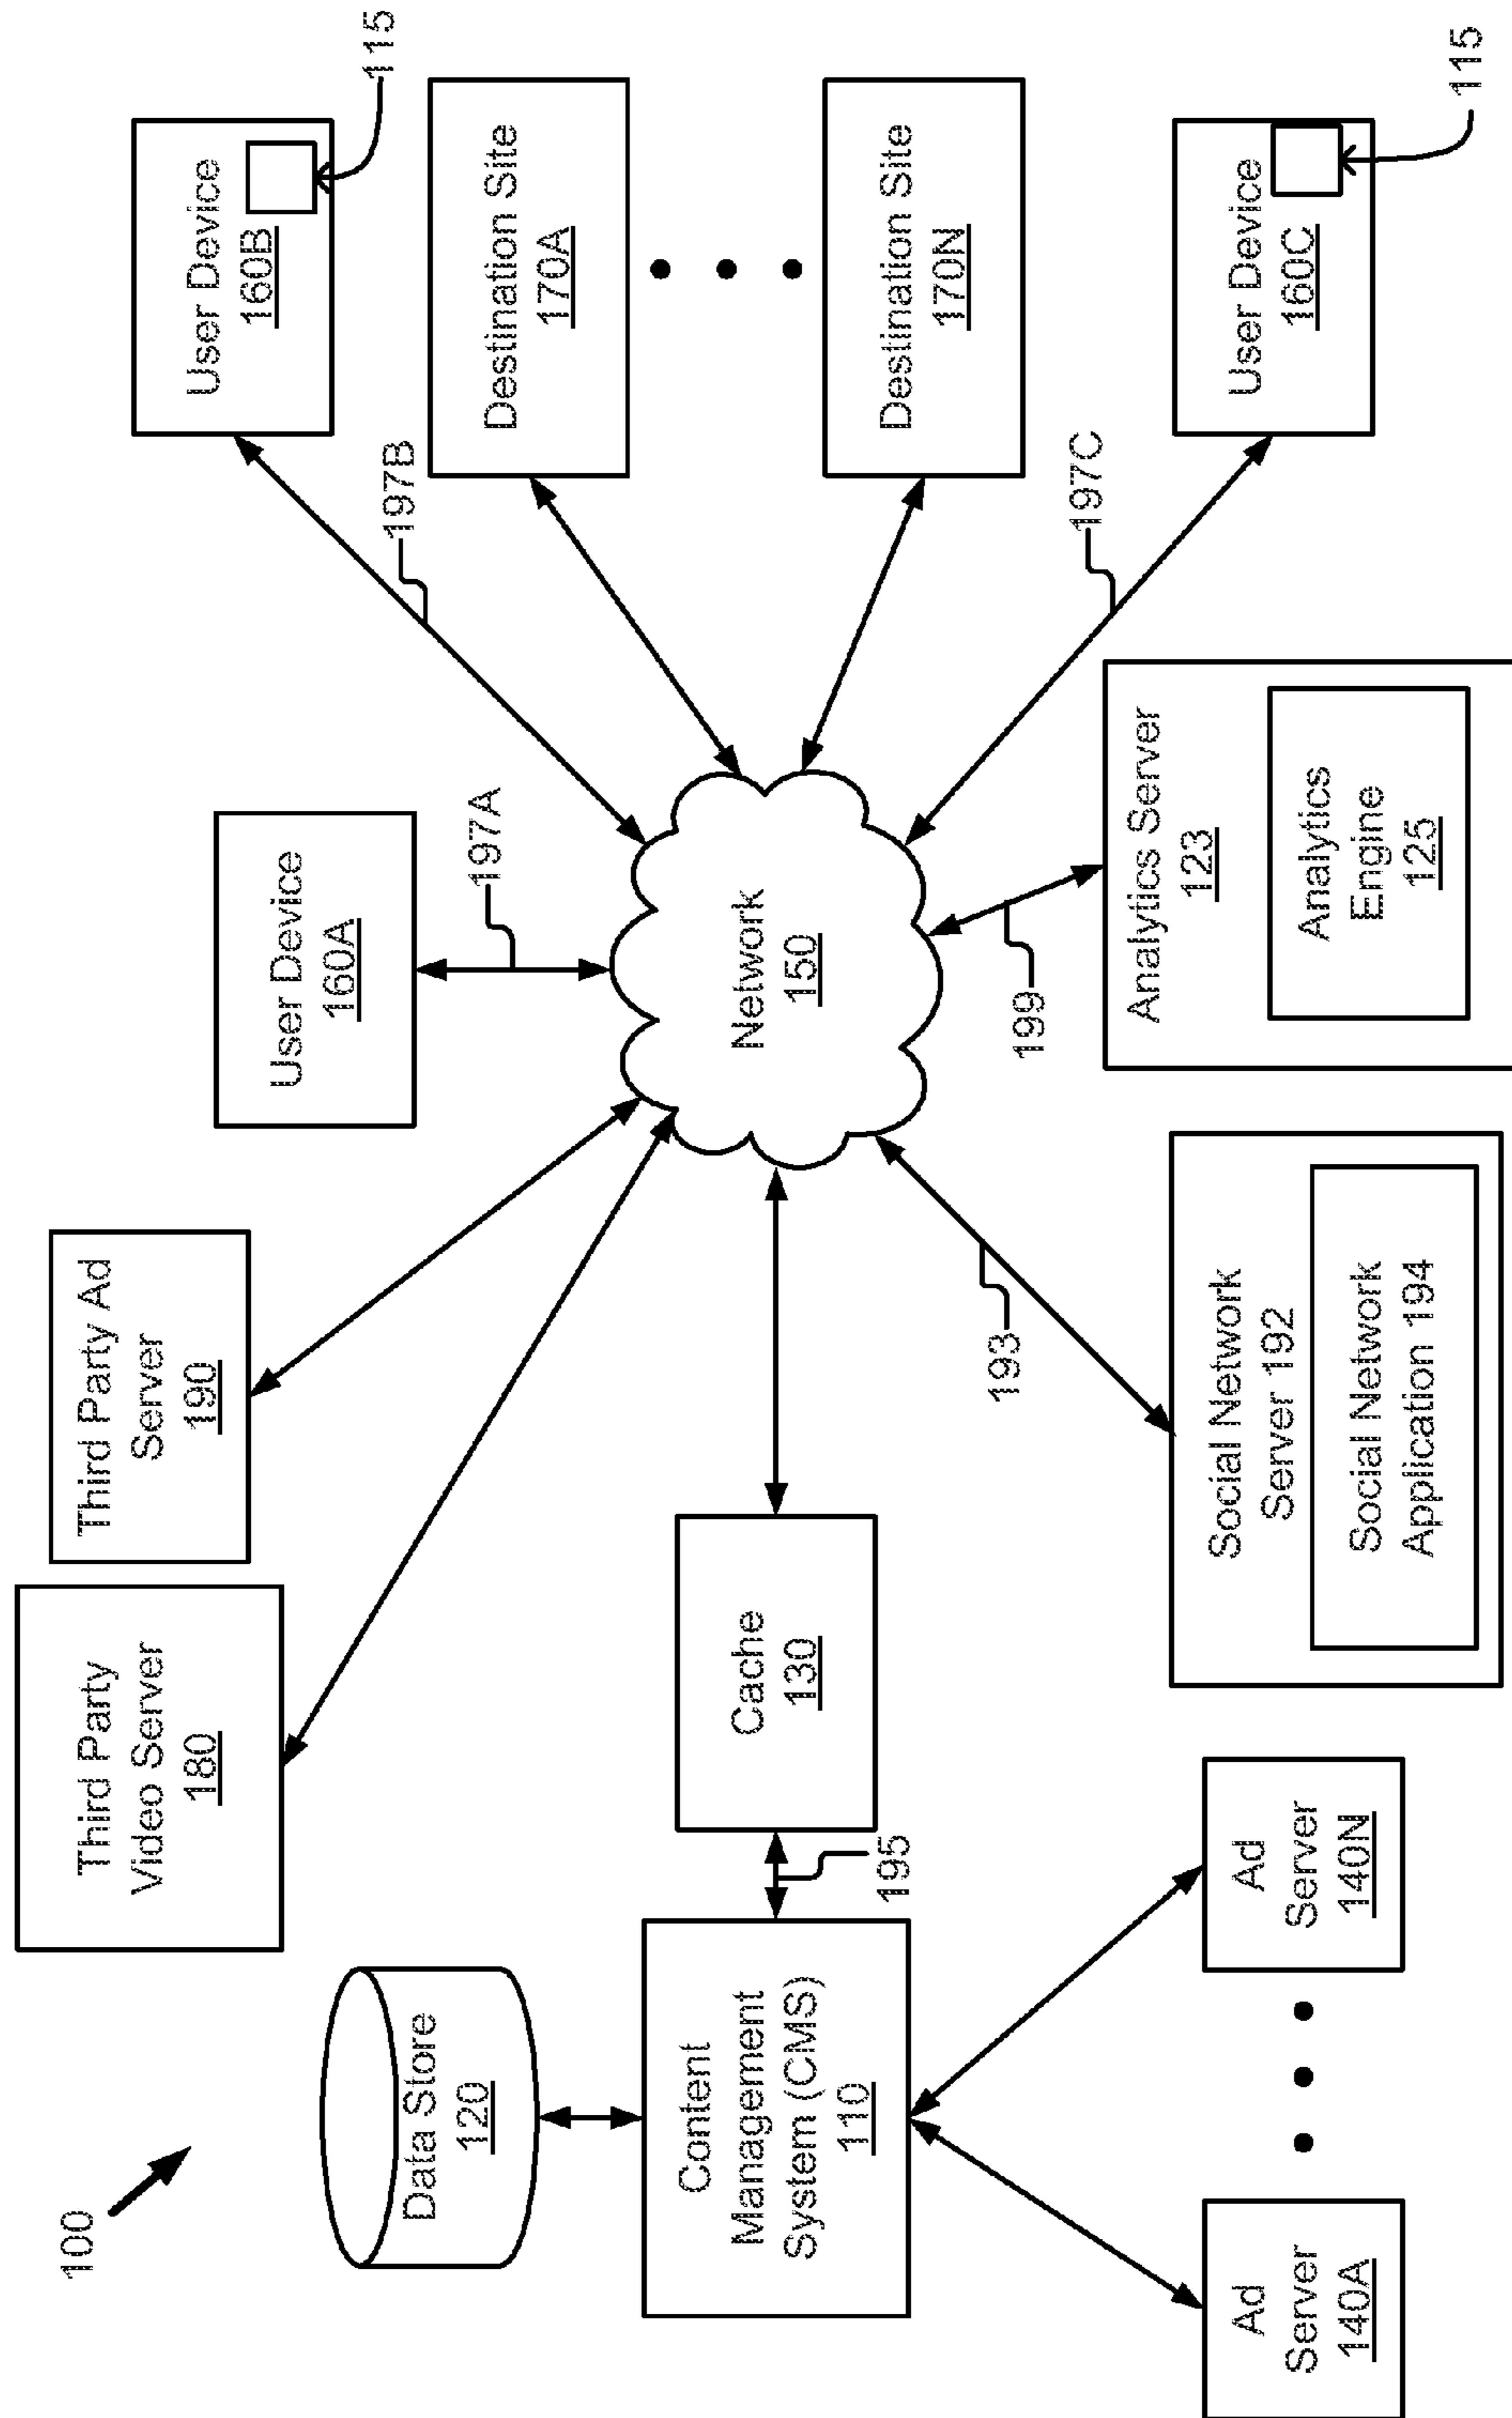 100
Third Party
Video Server
180
Third Party Ad
Server
190
User Device
160A
197A
User Device
160B
115
197B
Data Store
120
Content
Management
System (CMS)
110
195
Cache
130
Network
150
Destination Site
170A
Destination Site
170N
Ad
Server
140A
Ad
Server
140N
193
Social Network
Server 192
Social Network
Application 194
199
Analytics Server
123
Analytics
Engine
125
197C
User Device
160C
115